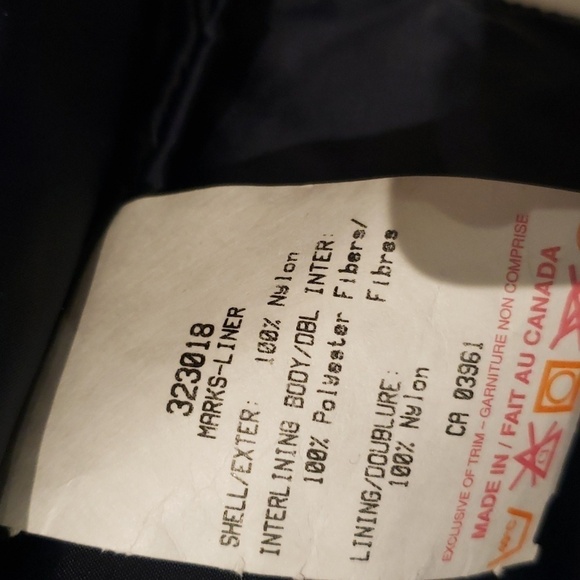 323018
MARKS-LINER
SHELL/EXTER: 100% Nylon
INTERLINING BODY/DBL INTER:
100% Polyester Fibers/
Fibres
LINING/DOUBLURE:
100% Nylon
CA 03961
EXCLUSIVE OF TRIM - GARNITURE NON COMPRISE
MADE IN / FAIT AU CANADA